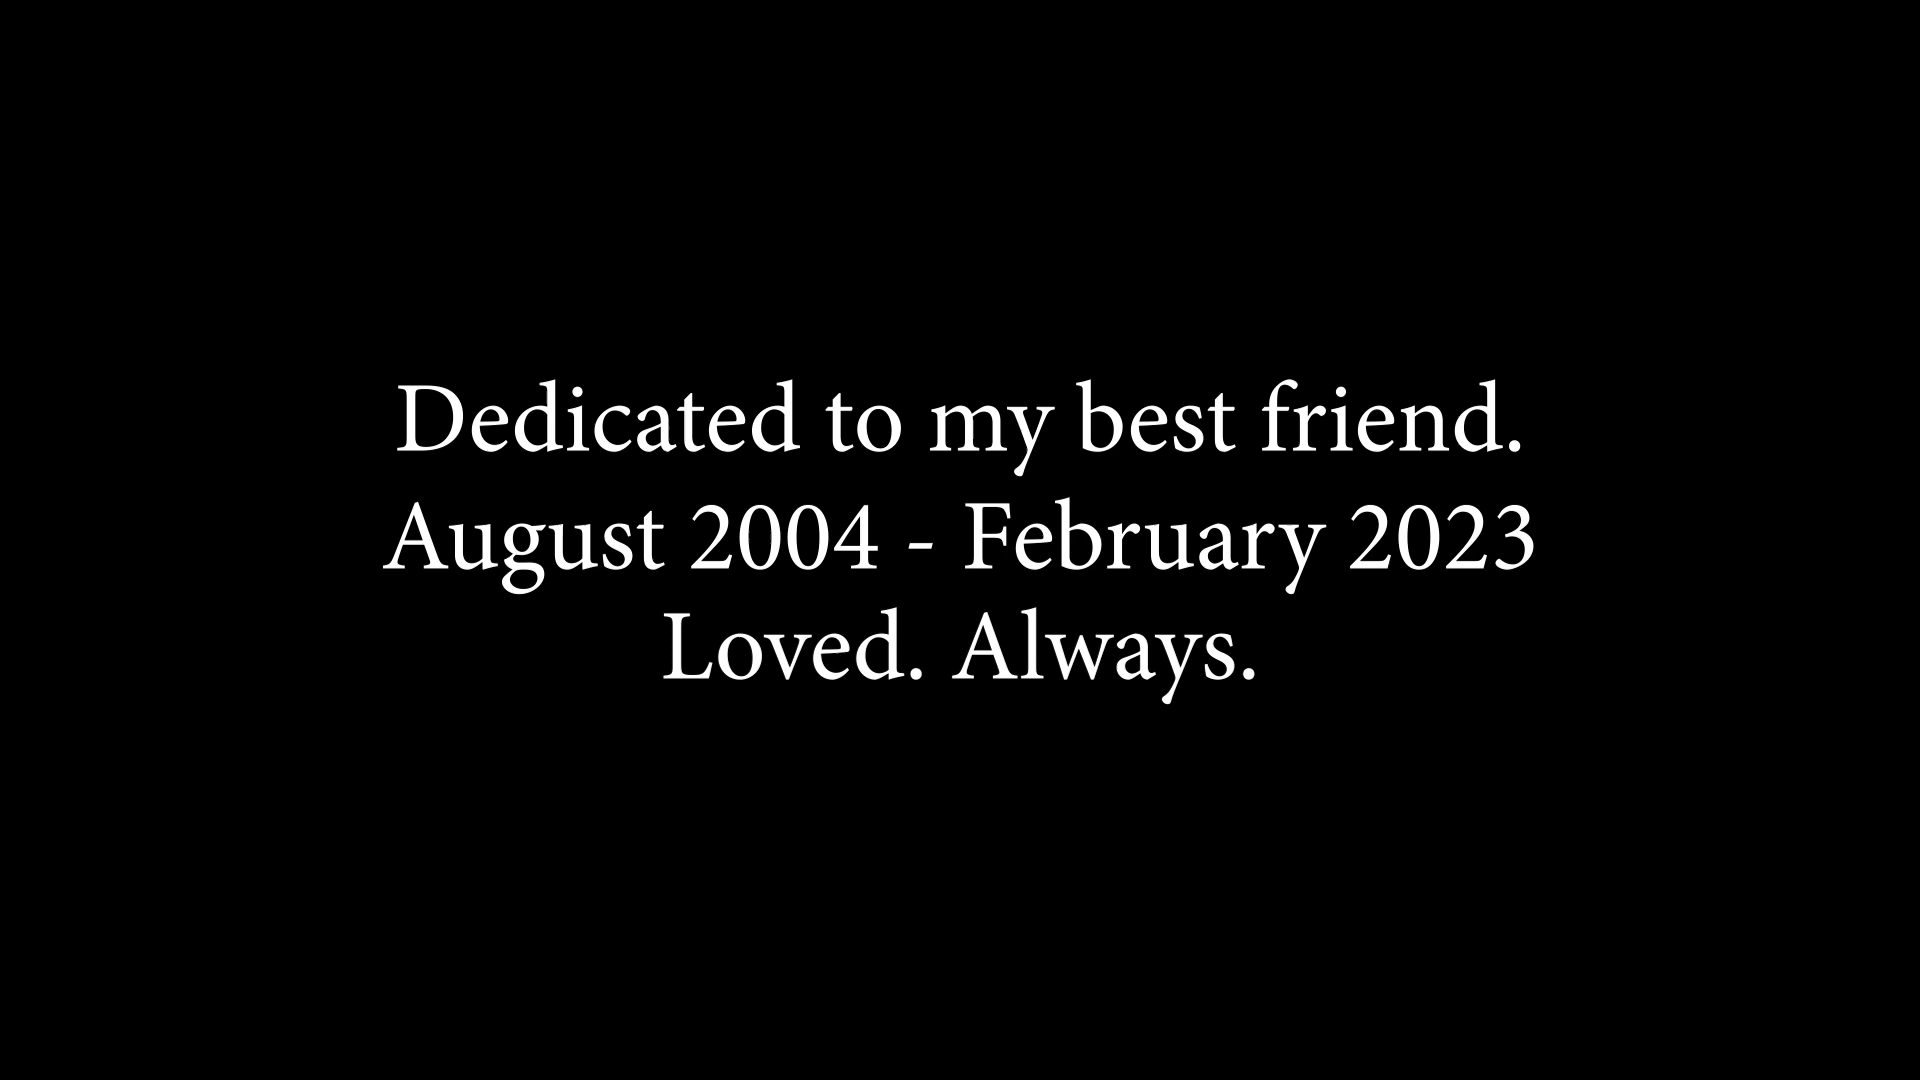 Dedicated to my best friend.
August 2004 - February 2023
Loved. Always.